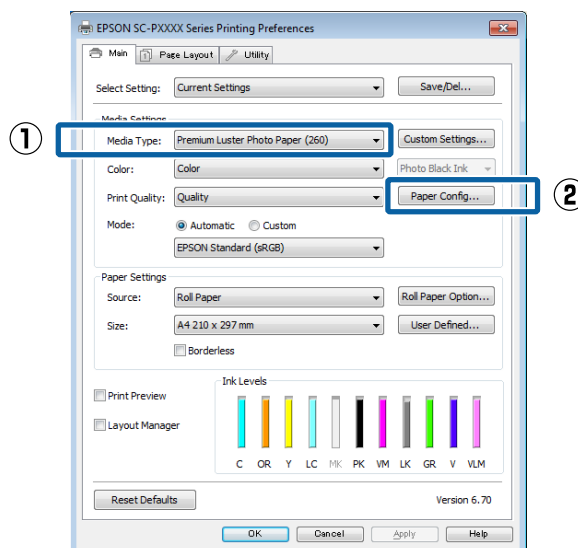 EPSON SC-PXXXX Series Printing Preferences
Main Page Layout Utility
Select Setting: Current Settings Save/Del...
Media Settings
① Media Type: Premium Luster Photo Paper (260) Custom Settings...
Color: Color Photo Black Ink
Print Quality: Quality Paper Config... ②
Mode: Automatic Custom
EPSON Standard (sRGB)
Paper Settings
Source: Roll Paper Roll Paper Option...
Size: A4 210 x 297 mm User Defined...
Borderless
Ink Levels
Print Preview
Layout Manager
C OR Y LC MK PK VM LK GR V VLM
Reset Defaults Version 6.70
OK Cancel Apply Help